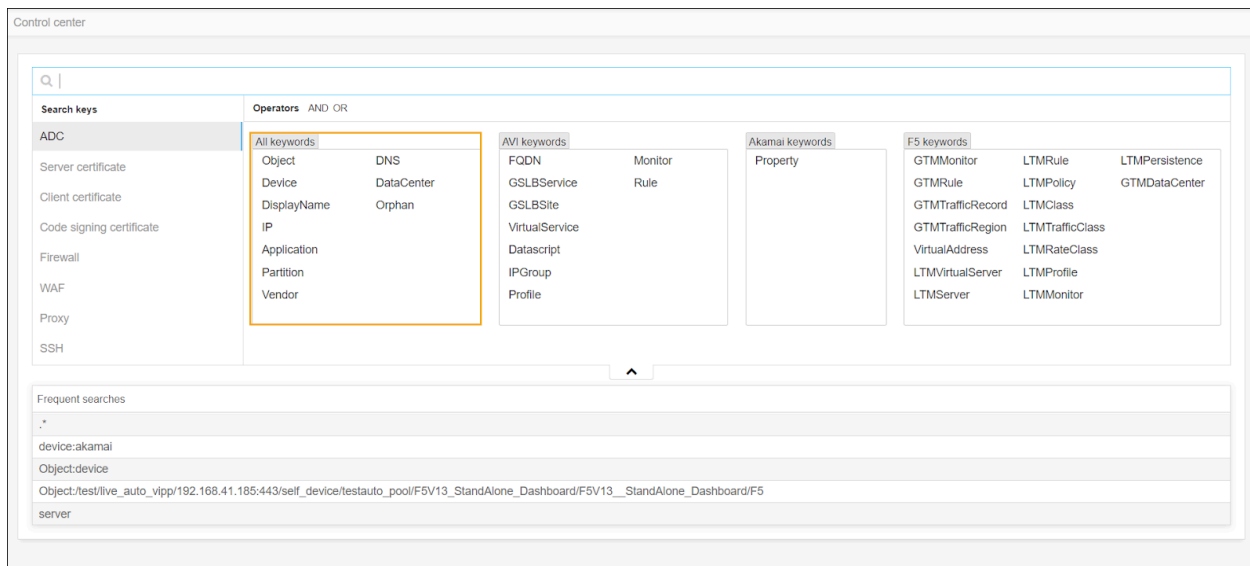 Control center
Search keys
Operators AND OR
ADC
Server certificate
Client certificate
Code signing certificate
Firewall
WAF
Proxy
SSH
All keywords
Object DNS
Device DataCenter
DisplayName Orphan
IP
Application
Partition
Vendor
AVI keywords
FQDN Monitor
GSLBService Rule
GSLBSite
VirtualService
Datascript
IPGroup
Profile
Akamai keywords
Property
F5 keywords
GTMMonitor LTMRule LTMPersistence
GTMRule LTMPolicy GTMDataCenter
GTMTrafficRecord LTMClass
GTMTrafficRegion LTMTrafficClass
VirtualAddress LTMRateClass
LTMVirtualServer LTMProfile
LTMServer LTMMonitor
Frequent searches
.*
device:akamai
Object:device
Object:/test/live_auto_vipp/192.168.41.185:443/self_device/testauto_pool/F5V13_StandAlone_Dashboard/F5V13__StandAlone_Dashboard/F5
server